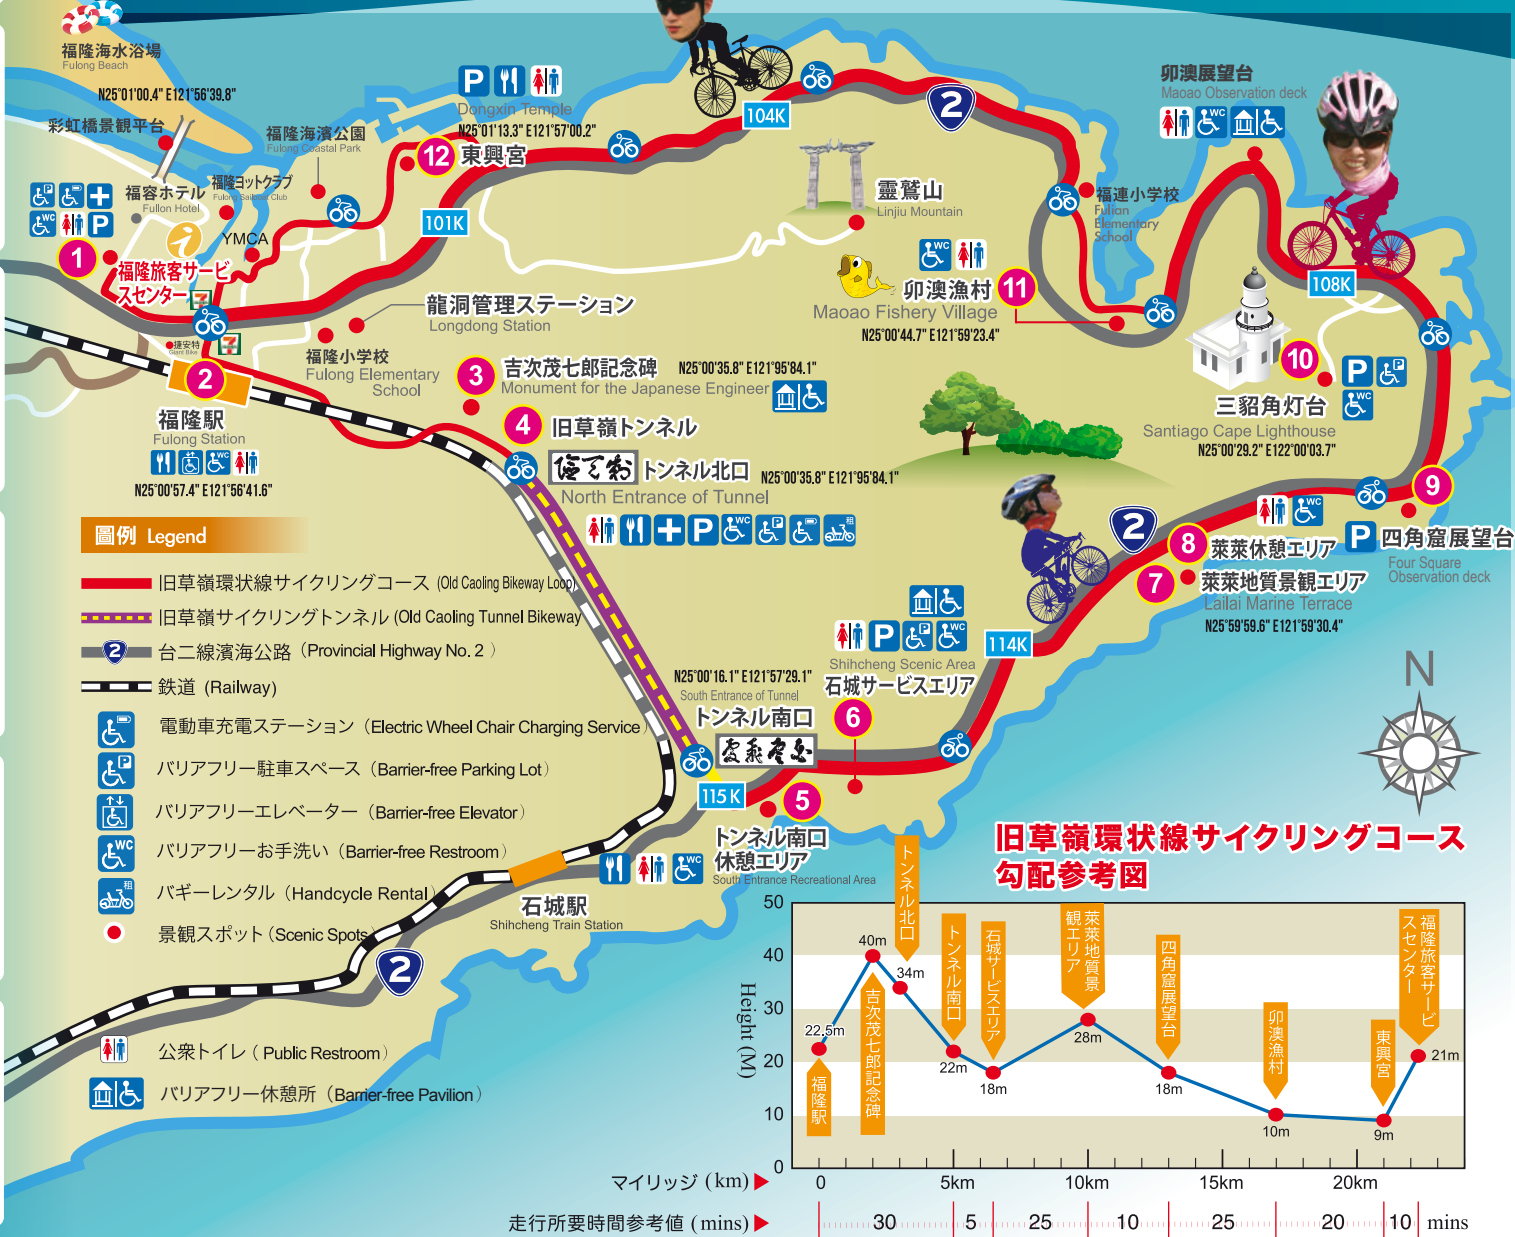 福隆海水浴場
Fulong Beach
N25°01'00.4" E121°56'39.8"
彩虹橋景観平台
福隆海濱公園
Fulong Coastal Park
福容ホテル
Fullon Hotel
福隆ヨットクラブ
Fulong Sailboat Club
YMCA
P
WC
P
1
福隆旅客サービ
スセンター
i
7
7
捷安特
Giant Bike
2
福隆駅
Fulong Station
WC
N25°00'57.4" E121°56'41.6"
P
Dongxin Temple
N25°01'13.3" E121°57'00.2"
12 東興宮
101K
104K
2
龍洞管理ステーション
Longdong Station
福隆小学校
Fulong Elementary
School
3
吉次茂七郎記念碑
Monument for the Japanese Engineer
N25°00'35.8" E121°95'84.1"
4 旧草嶺トンネル
トンネル北口
N25°00'35.8" E121°95'84.1"
North Entrance of Tunnel
P
WC
P
租
靈鷲山
Linjiu Mountain
WC
卯澳漁村 11
Maoao Fishery Village
N25°00'44.7" E121°59'23.4"
福連小学校
Fulian
Elementary
School
卯澳展望台
Maoao Observation deck
WC
108K
10
P
P
WC
三貂角灯台
Santiago Cape Lighthouse
N25°00'29.2" E122°00'03.7"
9
P 四角窟展望台
Four Square
Observation deck
WC
8 萊萊休憩エリア
7 萊萊地質景観エリア
Lailai Marine Terrace
N25°59'59.6" E121°59'30.4"
2
114K
P
P
WC
Shihcheng Scenic Area
石城サービスエリア
6
N25°00'16.1" E121°57'29.1"
South Entrance of Tunnel
トンネル南口
115K
5
トンネル南口
休憩エリア
South Entrance Recreational Area
WC
石城駅
Shihcheng Train Station
2
N
圖例 Legend
旧草嶺環状線サイクリングコース (Old Caoling Bikeway Loop)
旧草嶺サイクリングトンネル (Old Caoling Tunnel Bikeway
2 台二線濱海公路 (Provincial Highway No. 2 )
鉄道 (Railway)
電動車充電ステーション (Electric Wheel Chair Charging Service)
P バリアフリー駐車スペース (Barrier-free Parking Lot)
バリアフリーエレベーター (Barrier-free Elevator)
WC バリアフリーお手洗い (Barrier-free Restroom)
租 バギーレンタル (Handcycle Rental)
景観スポット (Scenic Spots)
公衆トイレ ( Public Restroom )
バリアフリー休憩所 (Barrier-free Pavilion )
旧草嶺環状線サイクリングコース
勾配参考図
Height (M)
50
40
30
20
10
0
22.5m
40m
34m
22m
18m
28m
18m
10m
9m
21m
福隆駅
吉次茂七郎記念碑
トンネル北口
トンネル南口
石城サービスエリア
萊萊地質景
観エリア
四角窟展望台
卯澳漁村
東興宮
福隆旅客サービ
スセンター
マイリッジ (km) 0 5km 10km 15km 20km
走行所要時間参考値 (mins) 30 5 25 10 25 20 10 mins